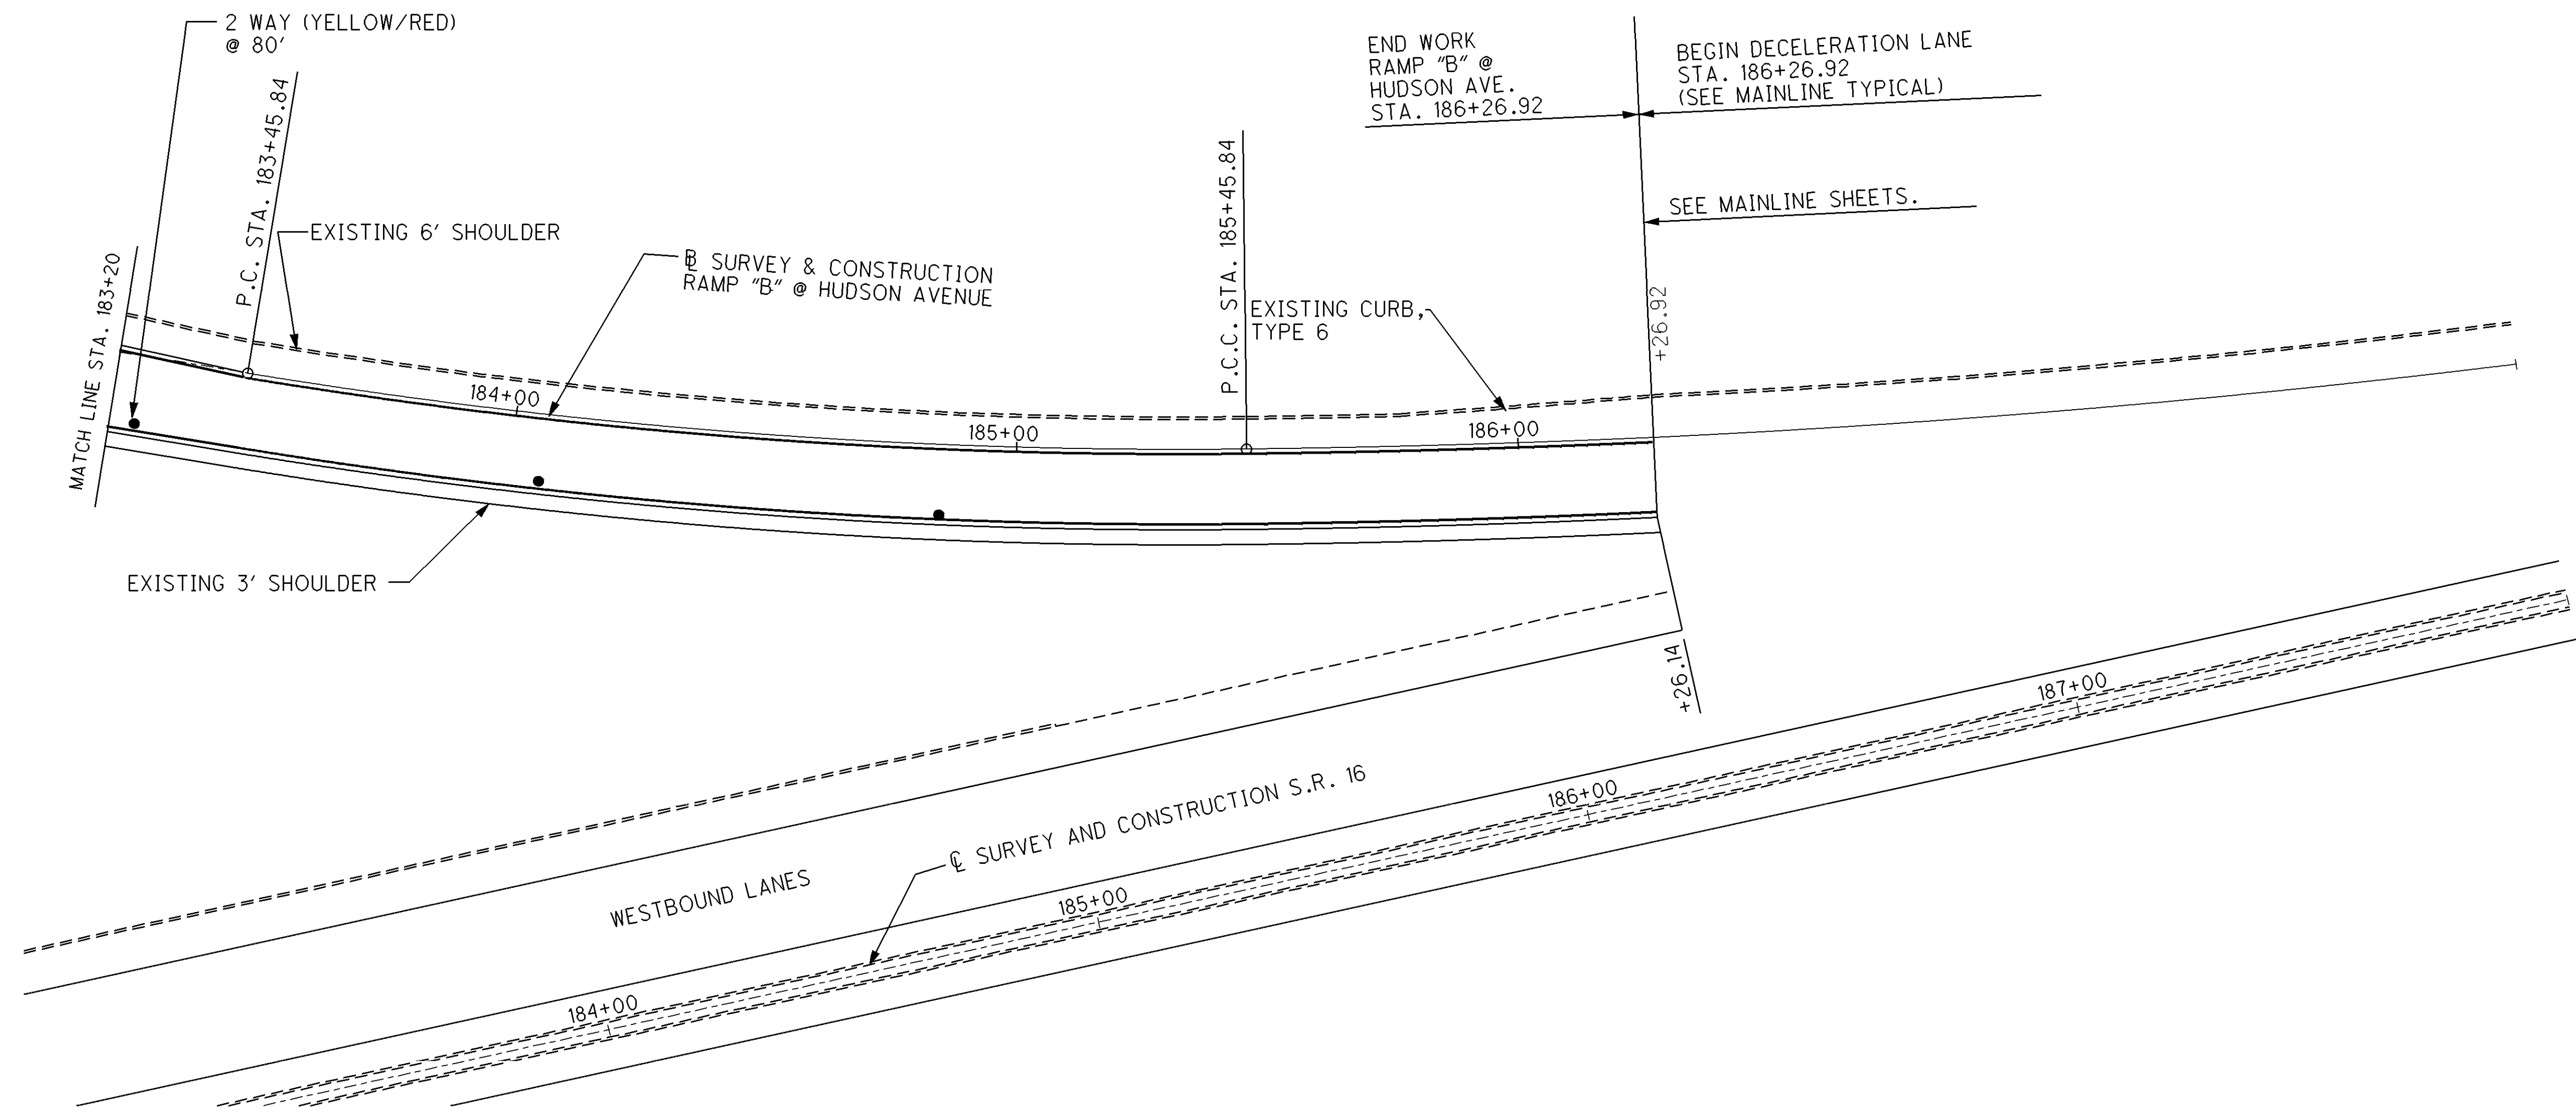 2 WAY (YELLOW/RED)
@ 80'
P.C. STA. 183+45.84
EXISTING 6' SHOULDER
MATCH LINE STA. 183+20
BL SURVEY & CONSTRUCTION
RAMP "B" @ HUDSON AVENUE
184+00
185+00
P.C.C. STA. 185+45.84
EXISTING CURB,
TYPE 6
186+00
END WORK
RAMP "B" @
HUDSON AVE.
STA. 186+26.92
BEGIN DECELERATION LANE
STA. 186+26.92
(SEE MAINLINE TYPICAL)
SEE MAINLINE SHEETS.
+26.92
EXISTING 3' SHOULDER
+26.14
WESTBOUND LANES
CL SURVEY AND CONSTRUCTION S.R. 16
184+00
185+00
186+00
187+00